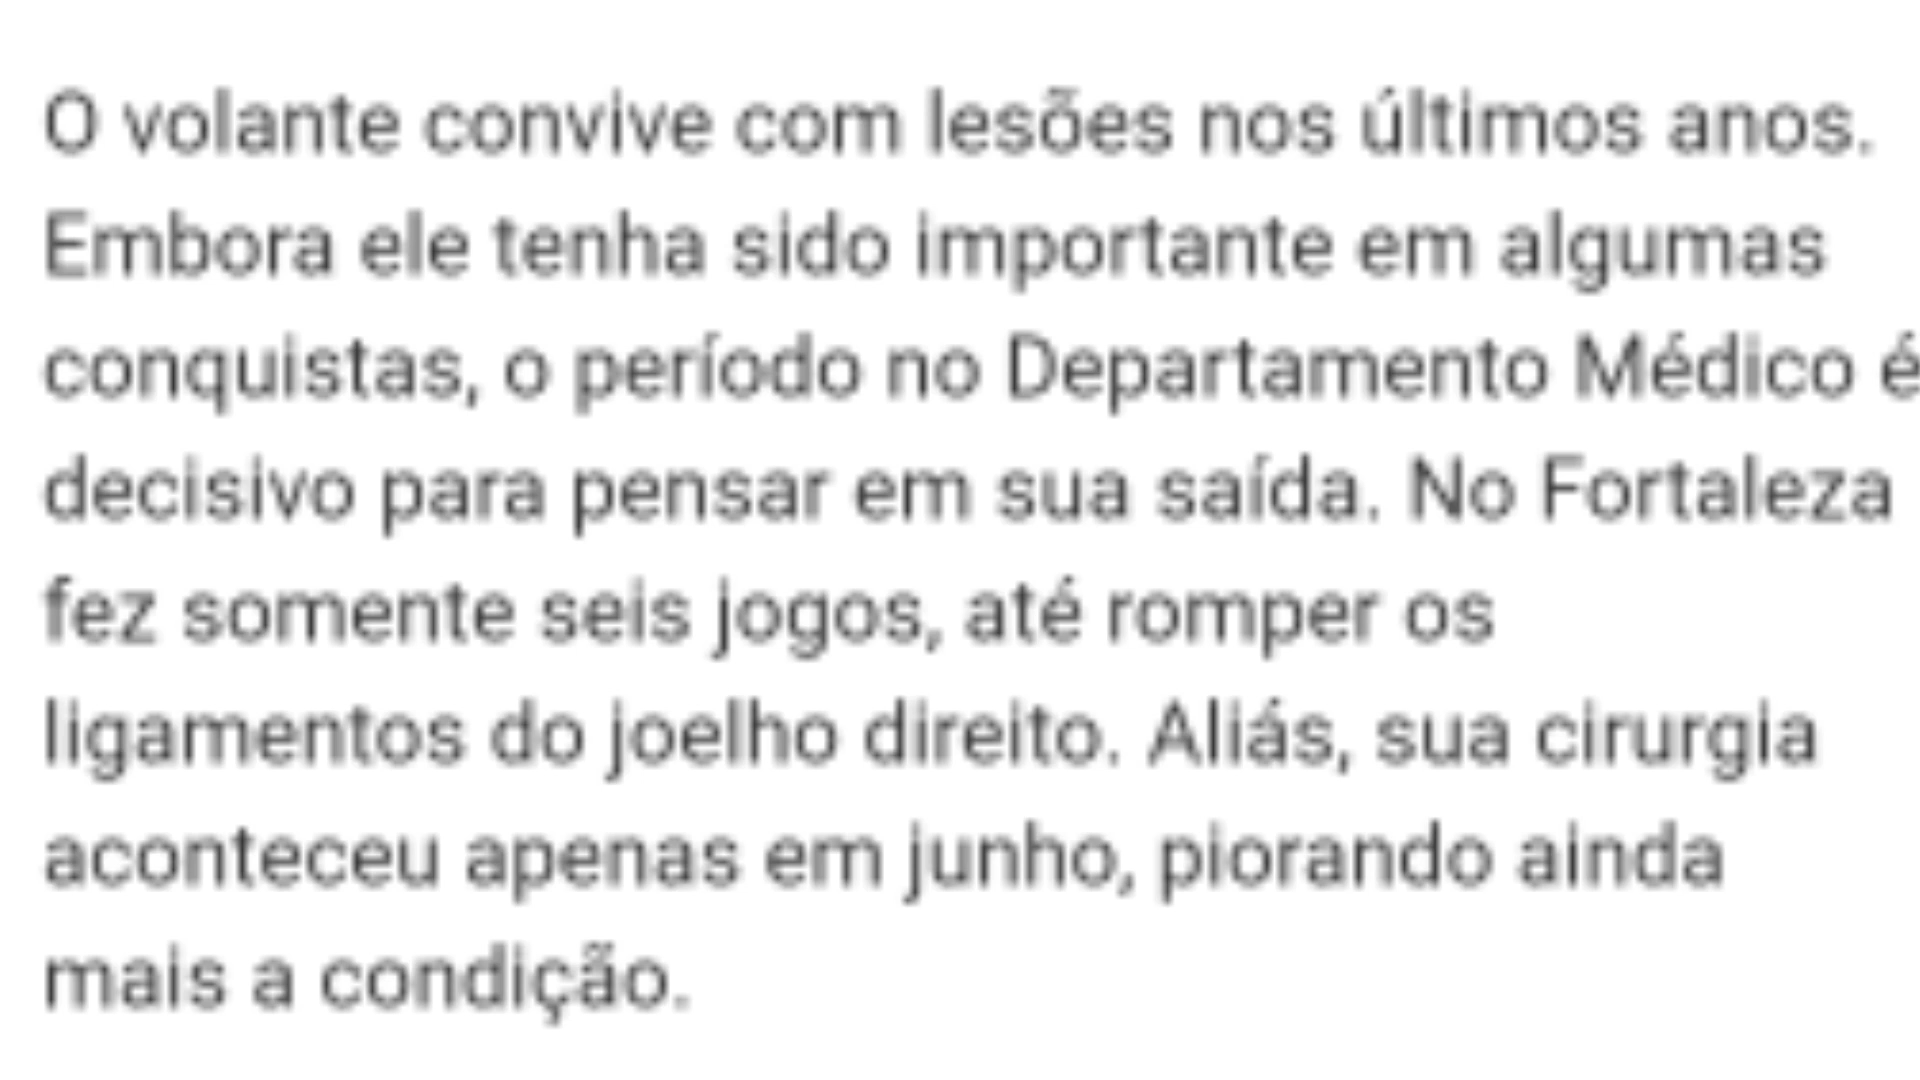 O volante convive com lesões nos últimos anos.
Embora ele tenha sido importante em algumas
conquistas, o período no Departamento Médico é
decisivo para pensar em sua saída. No Fortaleza
fez somente seis jogos, até romper os
ligamentos do joelho direito. Aliás, sua cirurgia
aconteceu apenas em junho, piorando ainda
mais a condição.